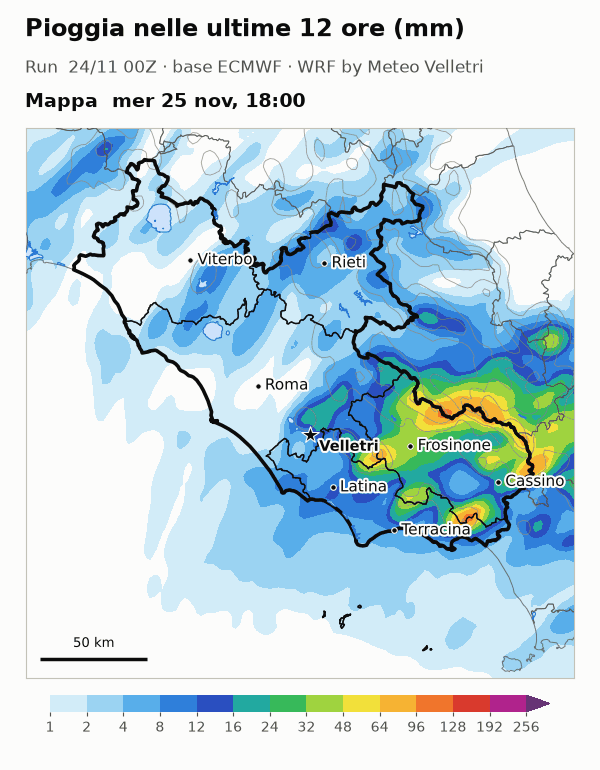 Pioggia nelle ultime 12 ore (mm)
Run  24/11 00Z · base ECMWF · WRF by Meteo Velletri
Mappa  mer 25 nov, 18:00
Viterbo
Rieti
Roma
Velletri
Frosinone
Latina
Cassino
Terracina
50 km
1 2 4 8 12 16 24 32 48 64 96 128 192 256